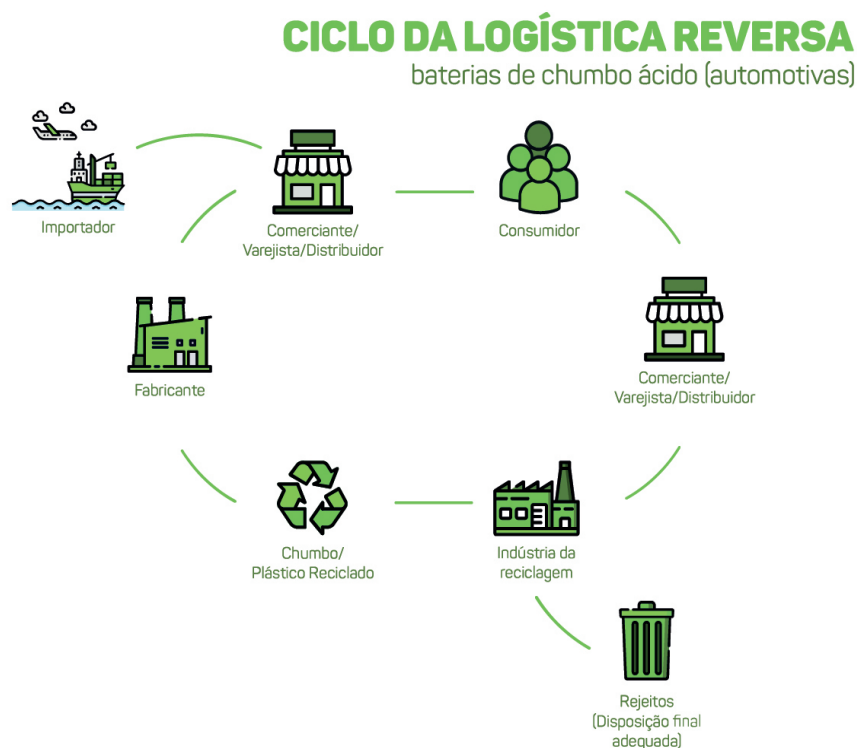 CICLO DA LOGÍSTICA REVERSA
baterias de chumbo ácido (automotivas)
Importador
Comerciante/
Varejista/Distribuidor
Consumidor
Comerciante/
Varejista/Distribuidor
Fabricante
Chumbo/
Plástico Reciclado
Indústria da
reciclagem
Rejeitos
(Disposição final
adequada)